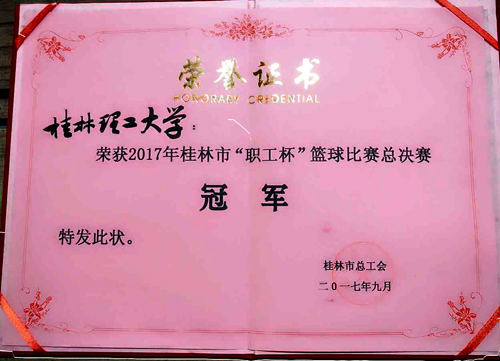 荣誉证书
HONORARY CREDENTIAL
桂林理工大学：
荣获2017年桂林市“职工杯”篮球比赛总决赛
冠 军
特发此状。
桂林市总工会
二0一七年九月